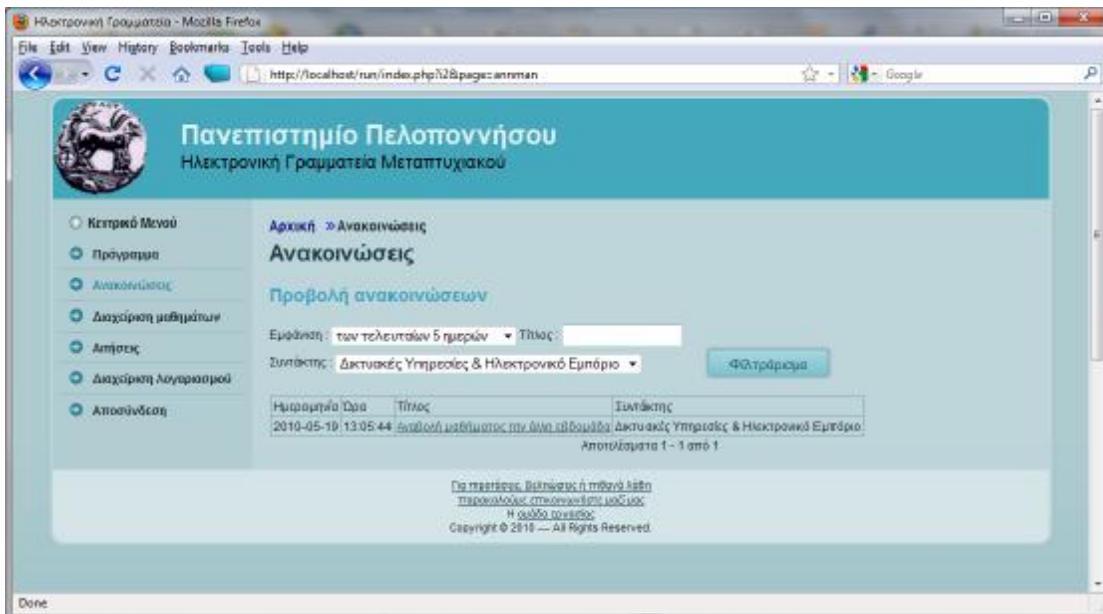 Ηλεκτρονική Γραμματεία - Mozilla Firefox
File Edit View History Bookmarks Tools Help
http://localhost/run/index.php?i2&page=annman
Google
Πανεπιστημίο Πελοποννήσου
Ηλεκτρονική Γραμματεία Μεταπτυχιακού
Κεντρικό Μενού
Πρόγραμμα
Ανακοινώσεις
Διαχείριση μαθημάτων
Αιτήσεις
Διαχείριση λογαριασμού
Αποσύνδεση
Αρχική » Ανακοινώσεις
Ανακοινώσεις
Προβολή ανακοινώσεων
Εμφάνιση : των τελευταίων 5 ημερών Τίτλος :
Συντάκτης : Δικτυακές Υπηρεσίες & Ηλεκτρονικό Εμπόριο Φιλτράρισμα
Ημερομηνία Ώρα Τίτλος Συντάκτης
2010-05-19 13:05:44 Αναβολή μαθήματος την άλλη εβδομάδα Δικτυακές Υπηρεσίες & Ηλεκτρονικό Εμπόριο
Αποτελέσματα 1 - 1 από 1
Για προτάσεις, βελτιώσεις ή πιθανά λάθη
παρακαλούμε επικοινωνήστε μαζί μας
Η ομάδα εργασίας
Copyright © 2010 — All Rights Reserved.
Done